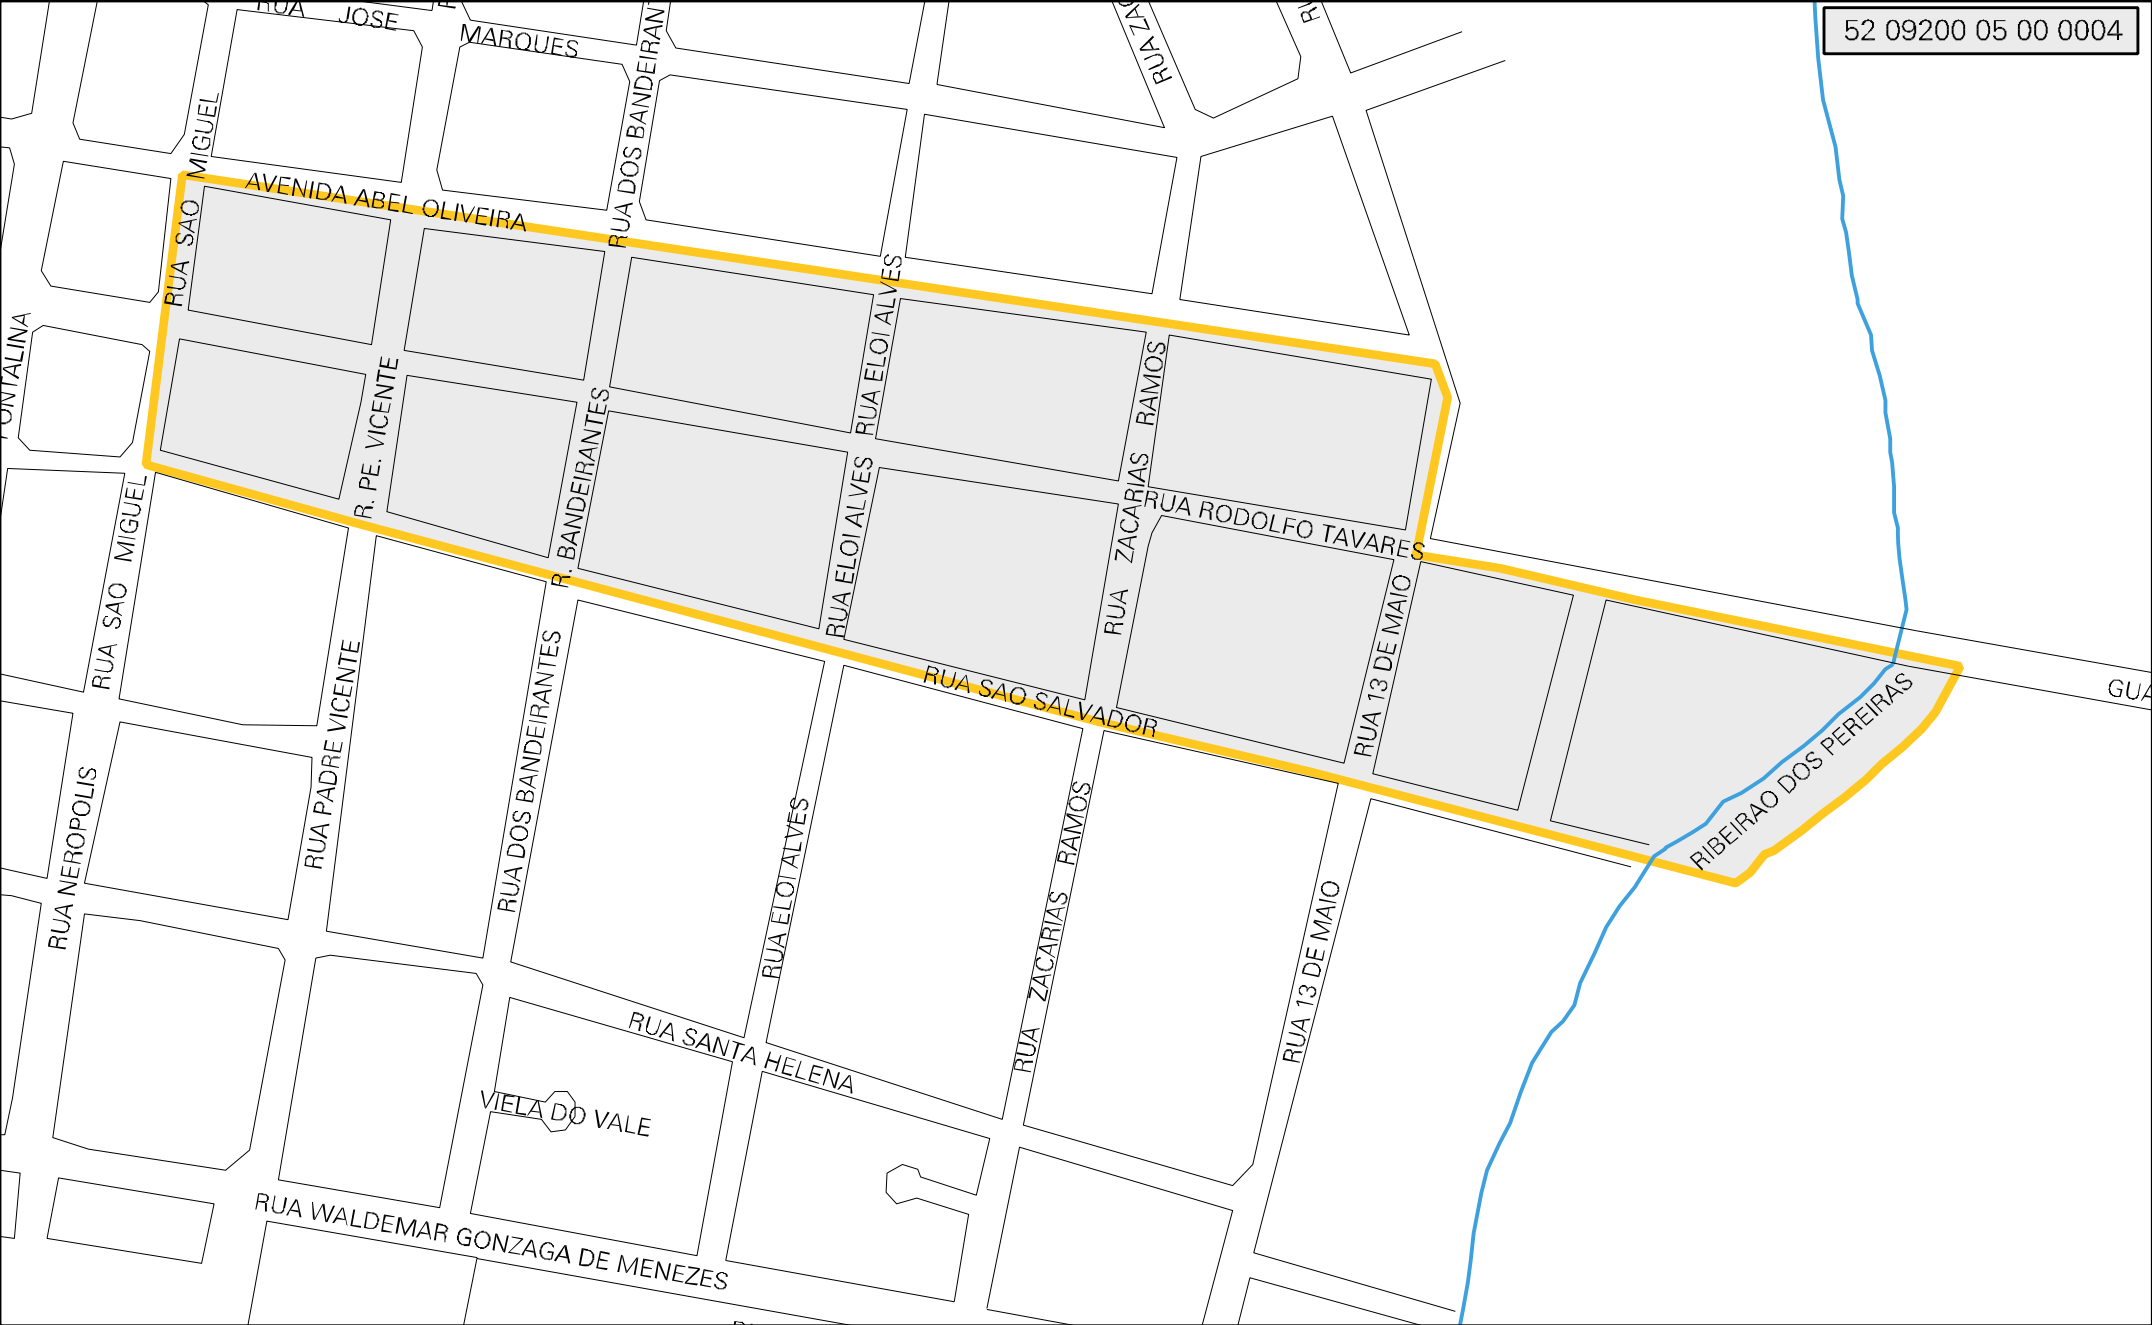 52 09200 05 00 0004
RUA JOSE MARQUES
RUA ZAC
RUA SAO MIGUEL
AVENIDA ABEL OLIVEIRA
RUA DOS BANDEIRANT
RUA ELOI ALVES
RUA ZACARIAS RAMOS
R. PE. VICENTE
R. BANDEIRANTES
RUA ELOI ALVES
RUA RODOLFO TAVARES
RUA 13 DE MAIO
RUA SAO SALVADOR
RIBEIRAO DOS PEREIRAS
GUA
ONTALINA
RUA SAO MIGUEL
RUA NEROPOLIS
RUA PADRE VICENTE
RUA DOS BANDEIRANTES
RUA ELOI ALVES
RUA ZACARIAS RAMOS
RUA 13 DE MAIO
RUA SANTA HELENA
VIELA DO VALE
RUA WALDEMAR GONZAGA DE MENEZES